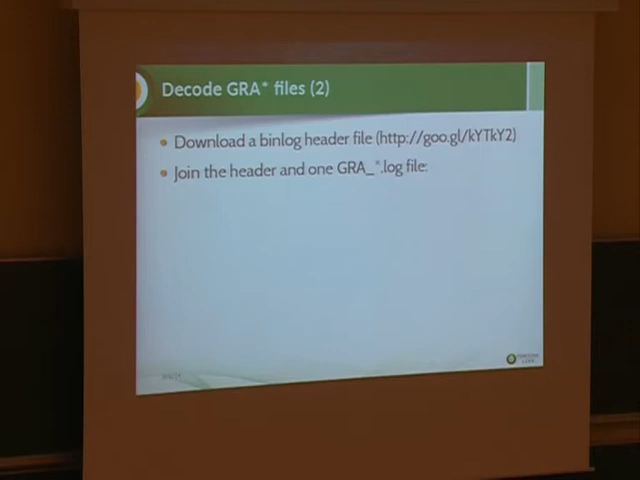 Decode GRA* files (2)
Download a binlog header file (http://goo.gl/kYTkY2)
Join the header and one GRA_*.log file: